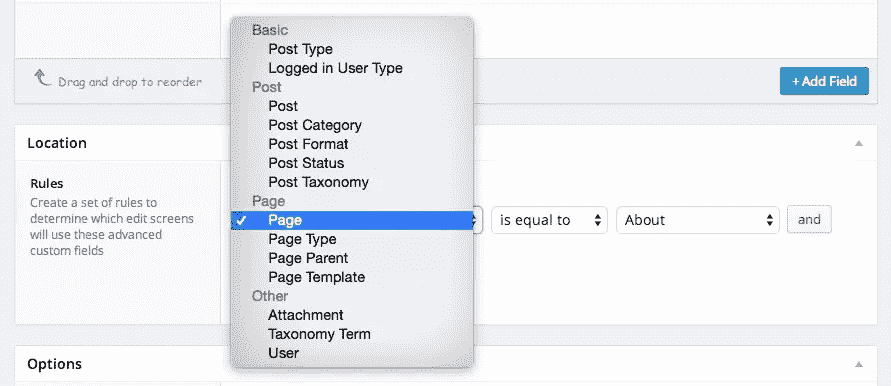 Basic
Post Type
Logged in User Type
Post
Post
Post Category
Post Format
Post Status
Post Taxonomy
Page
✓ Page
Page Type
Page Parent
Page Template
Other
Attachment
Taxonomy Term
User
Drag and drop to reorder
+ Add Field
Location
Rules
Create a set of rules to
determine which edit screens
will use these advanced
custom fields
is equal to
About
and
Options